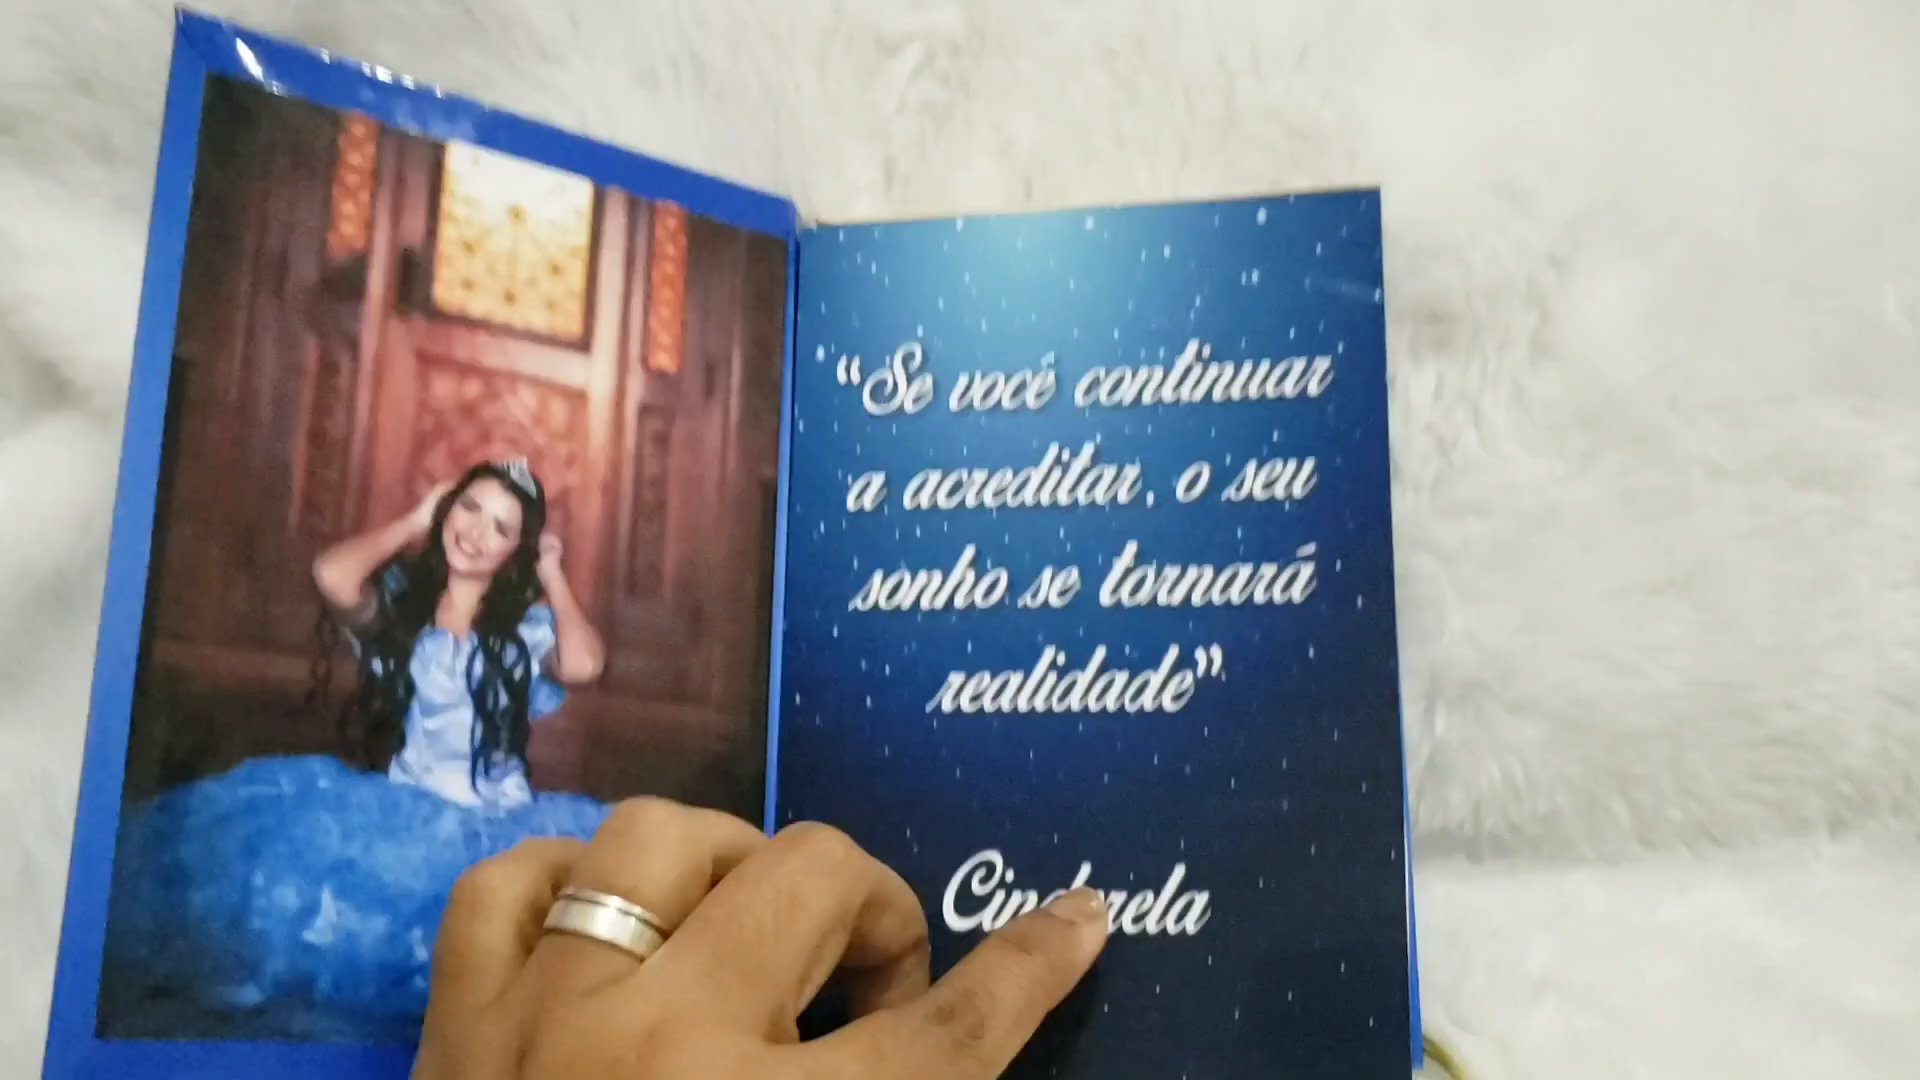 “Se você continuar
a acreditar, o seu
sonho se tornará
realidade”
Cinderela